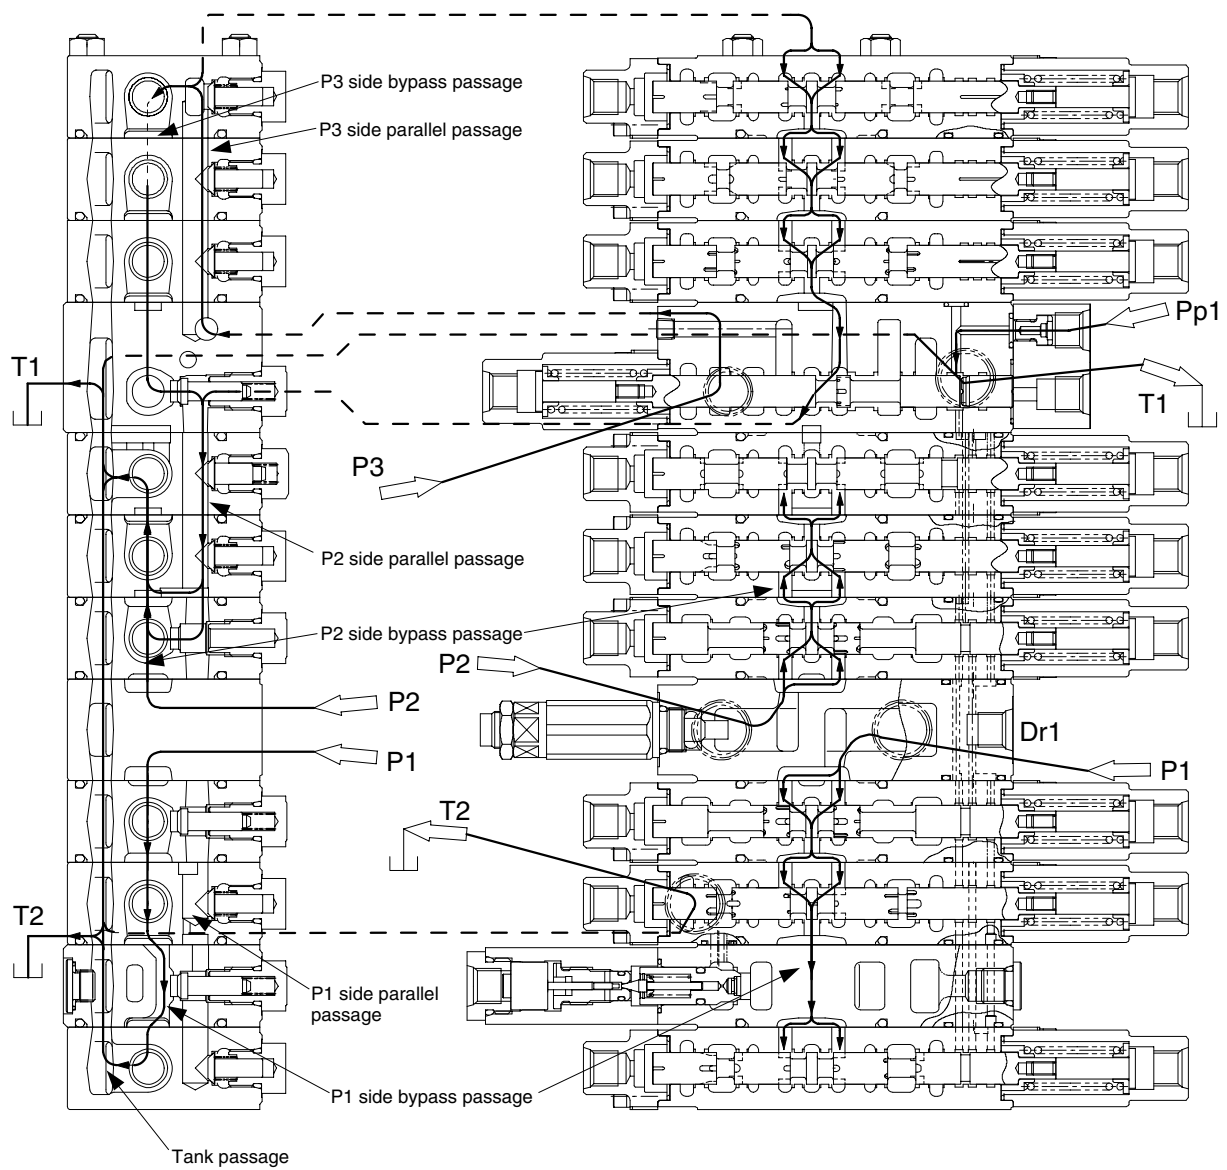 P3 side bypass passage
P3 side parallel passage
Pp1
T1
T1
P3
P2 side parallel passage
P2 side bypass passage
P2
P2
Dr1
P1
P1
T2
T2
P1 side parallel
passage
P1 side bypass passage
Tank passage